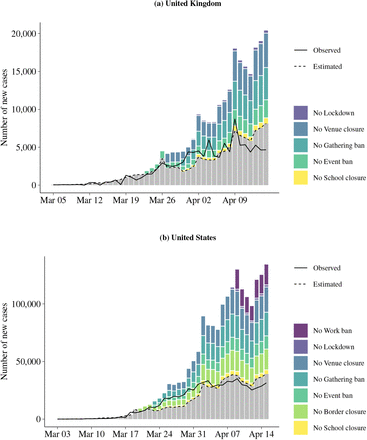 (a) United Kingdom
Number of new cases
20,000
15,000
10,000
5,000
0
Mar 05
Mar 12
Mar 19
Mar 26
Apr 02
Apr 09
Observed
Estimated
No Lockdown
No Venue closure
No Gathering ban
No Event ban
No School closure
(b) United States
Number of new cases
100,000
50,000
0
Mar 03
Mar 10
Mar 17
Mar 24
Mar 31
Apr 07
Apr 14
Observed
Estimated
No Work ban
No Lockdown
No Venue closure
No Gathering ban
No Event ban
No Border closure
No School closure